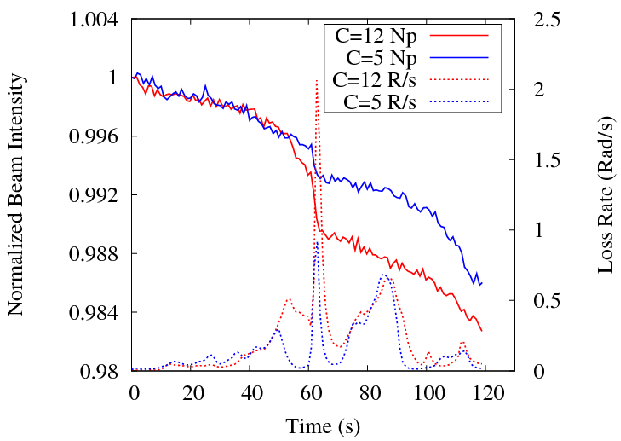 1.004
1
0.996
0.992
0.988
0.984
0.98
Normalized Beam Intensity
2.5
2
1.5
1
0.5
0
Loss Rate (Rad/s)
C=12 Np
C=5 Np
C=12 R/s
C=5 R/s
0 20 40 60 80 100 120
Time (s)